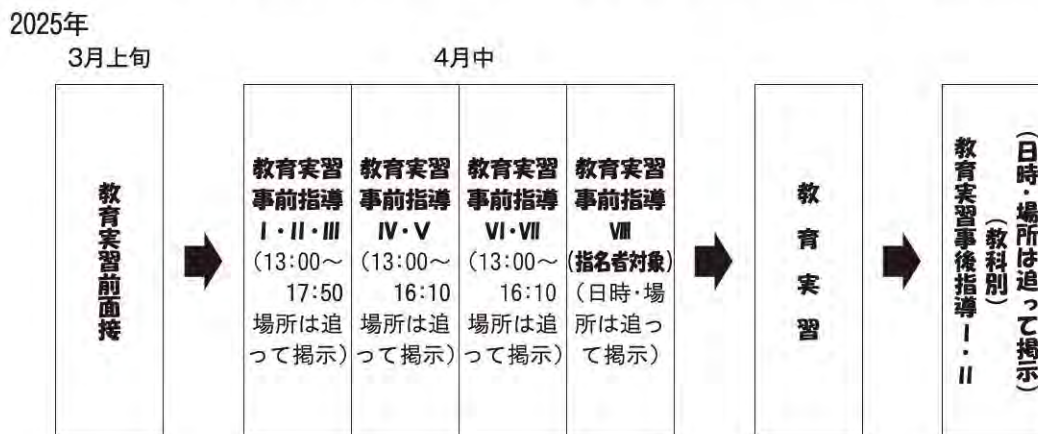 2025年
3月上旬
4月中
教育実習前面接
教育実習
事前指導
Ⅰ・Ⅱ・Ⅲ
(13:00～
17:50
場所は追
って掲示)
教育実習
事前指導
Ⅳ・Ⅴ
(13:00～
16:10
場所は追
って掲示)
教育実習
事前指導
Ⅵ・Ⅶ
(13:00～
16:10
場所は追
って掲示)
教育実習
事前指導
Ⅷ
(指名者対象)
(日時・場
所は追っ
て掲示)
教育実習
(日時・場所は追って掲示)
(教科別)
教育実習事後指導Ⅰ・Ⅱ